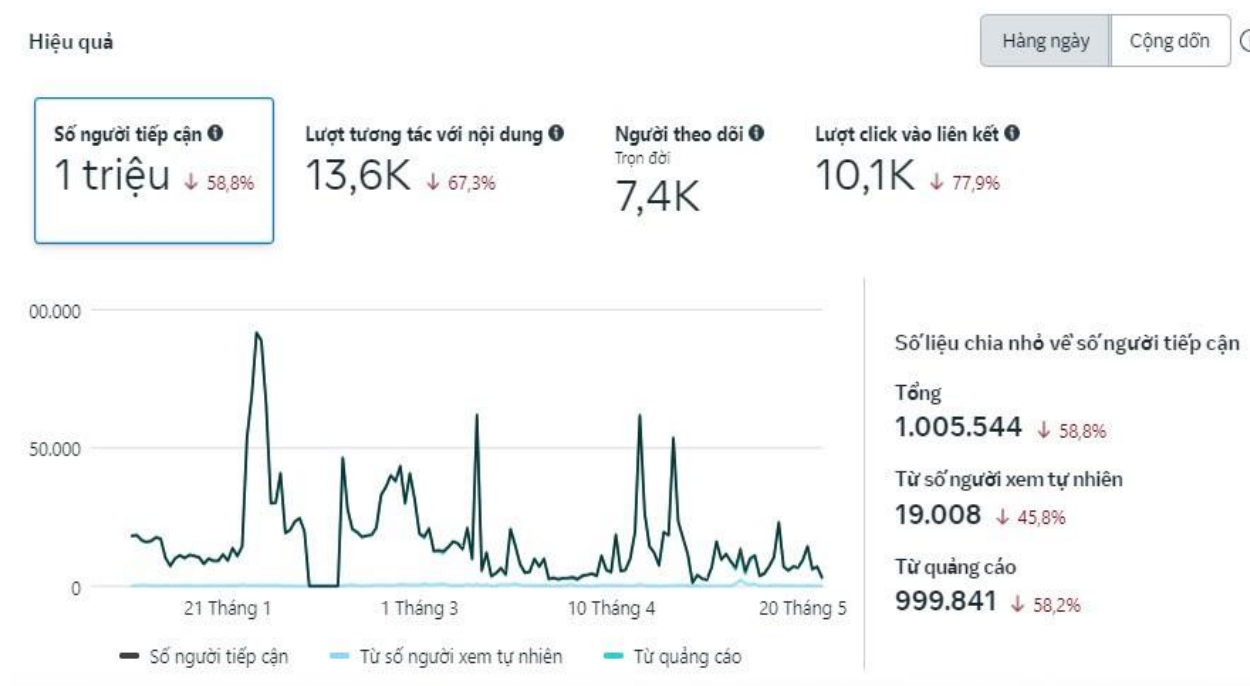 Hiệu quả
Hàng ngày
Cộng dồn
Số người tiếp cận
1 triệu ↓ 58,8%
Lượt tương tác với nội dung
13,6K ↓ 67,3%
Người theo dõi
Trọn đời
7,4K
Lượt click vào liên kết
10,1K ↓ 77,9%
00.000
50.000
0
21 Tháng 1
1 Tháng 3
10 Tháng 4
20 Tháng 5
Số người tiếp cận
Từ số người xem tự nhiên
Từ quảng cáo
Số liệu chia nhỏ về số người tiếp cận
Tổng
1.005.544 ↓ 58,8%
Từ số người xem tự nhiên
19.008 ↓ 45,8%
Từ quảng cáo
999.841 ↓ 58,2%